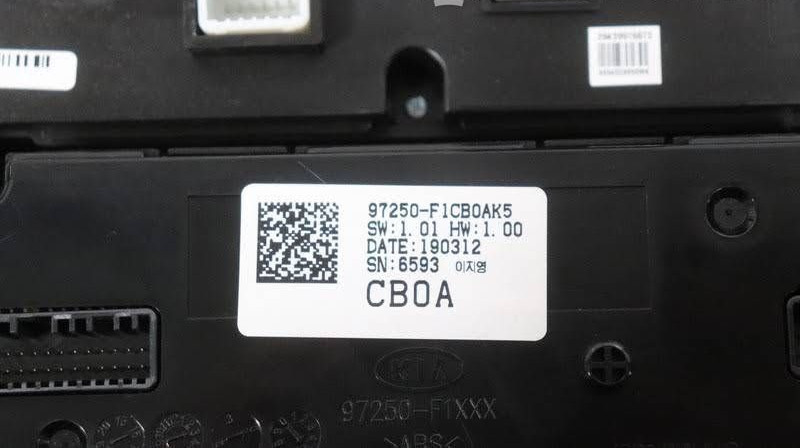 97250-F1CB0AK5
SW:1.01 HW:1.00
DATE:190312
SN:6593 이지영
CB0A
KIA
97250-F1XXX
>ABS<